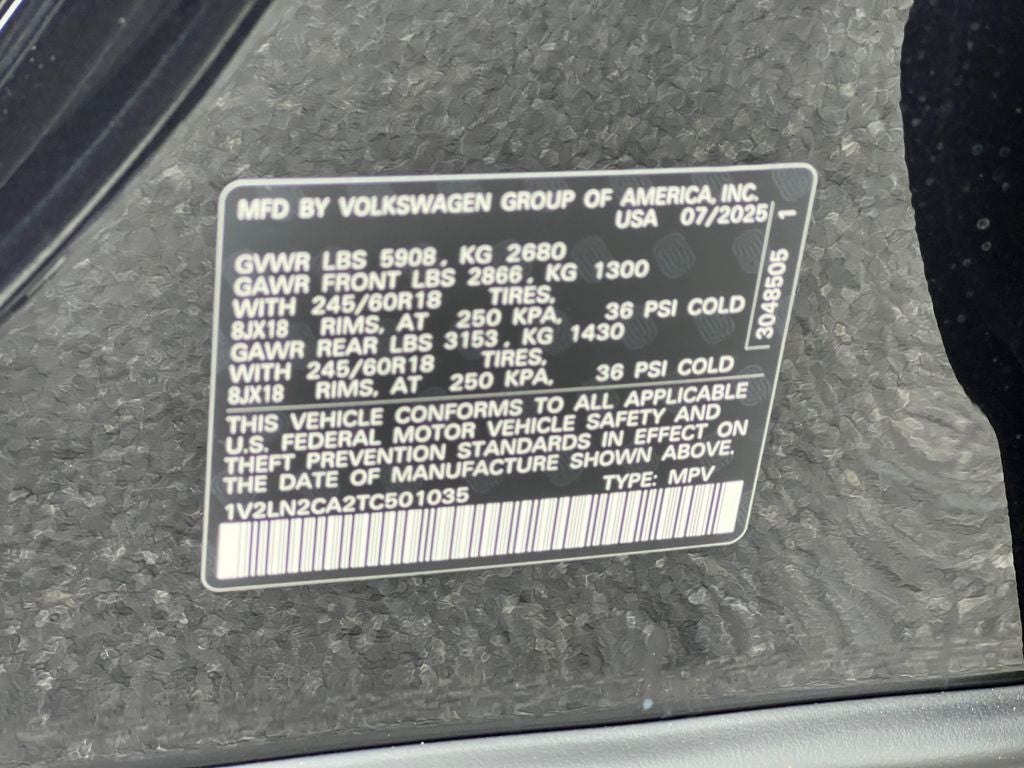 MFD BY VOLKSWAGEN GROUP OF AMERICA, INC.
USA 07/2025
GVWR LBS 5908, KG 2680
GAWR FRONT LBS 2866, KG 1300
WITH 245/60R18 TIRES,
8JX18 RIMS, AT 250 KPA, 36 PSI COLD
GAWR REAR LBS 3153, KG 1430
WITH 245/60R18 TIRES,
8JX18 RIMS, AT 250 KPA, 36 PSI COLD
THIS VEHICLE CONFORMS TO ALL APPLICABLE
U.S. FEDERAL MOTOR VEHICLE SAFETY AND
THEFT PREVENTION STANDARDS IN EFFECT ON
THE DATE OF MANUFACTURE SHOWN ABOVE.
1V2LN2CA2TC501035 TYPE: MPV
3048505 1